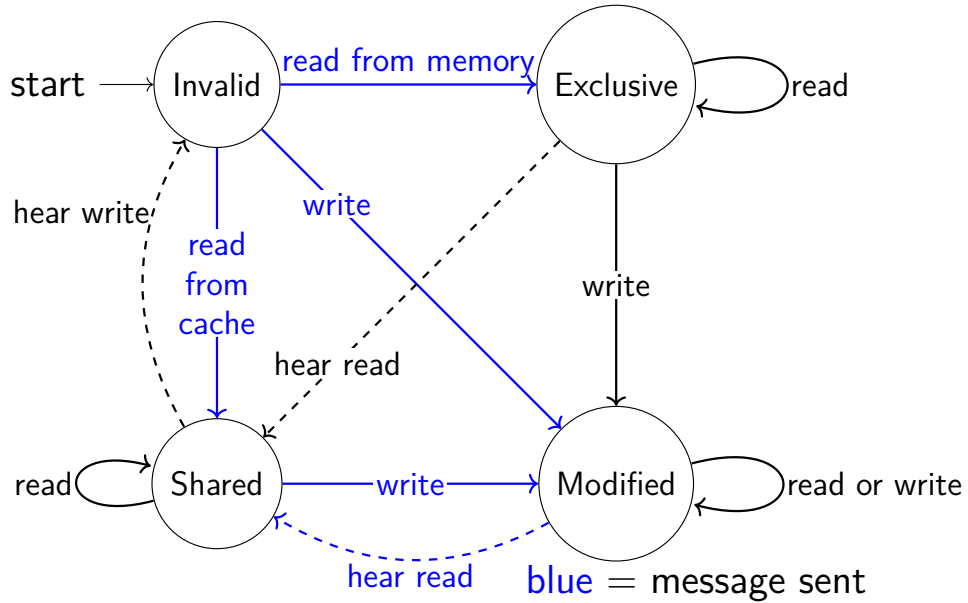 read from memory
start
Invalid
Exclusive
read
write
hear write
read
from
cache
write
hear read
read
Shared
write
Modified
read or write
hear read
blue = message sent